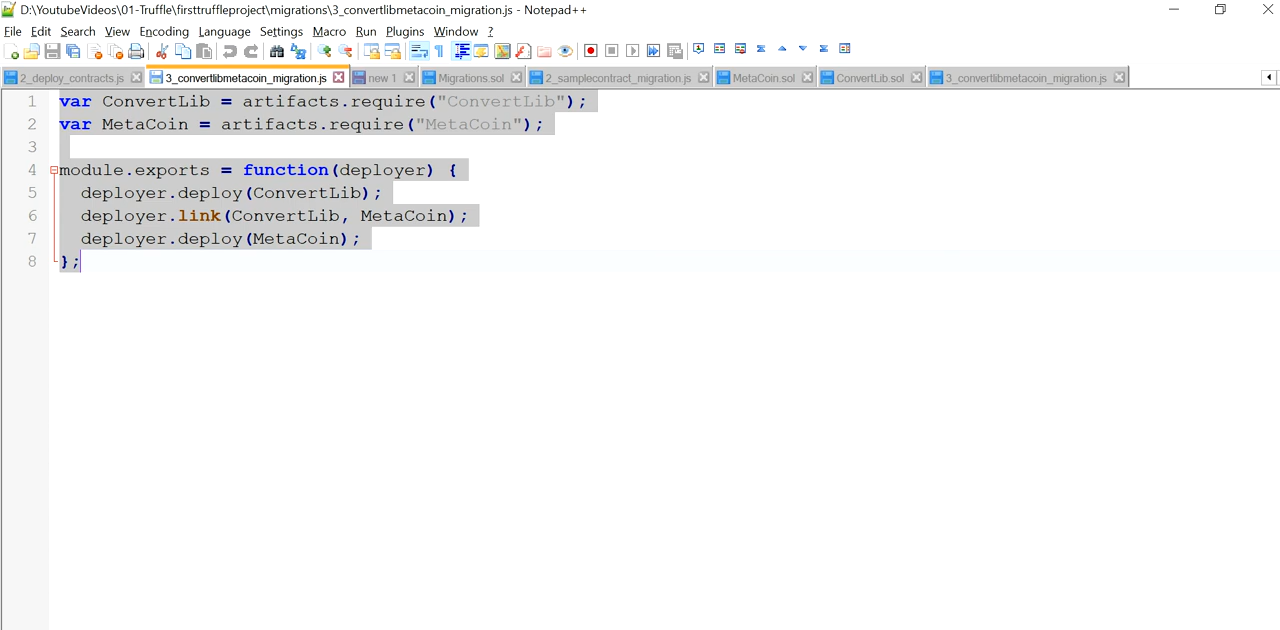 D:\YoutubeVideos\01-Truffle\firsttruffleproject\migrations\3_convertlibmetacoin_migration.js - Notepad++
File Edit Search View Encoding Language Settings Macro Run Plugins Window ?
2_deploy_contracts.js 3_convertlibmetacoin_migration.js new 1 Migrations.sol 2_samplecontract_migration.js MetaCoin.sol ConvertLib.sol 3_convertlibmetacoin_migration.js
1 var ConvertLib = artifacts.require("ConvertLib");
2 var MetaCoin = artifacts.require("MetaCoin");
3
4 module.exports = function(deployer) {
5 deployer.deploy(ConvertLib);
6 deployer.link(ConvertLib, MetaCoin);
7 deployer.deploy(MetaCoin);
8 };